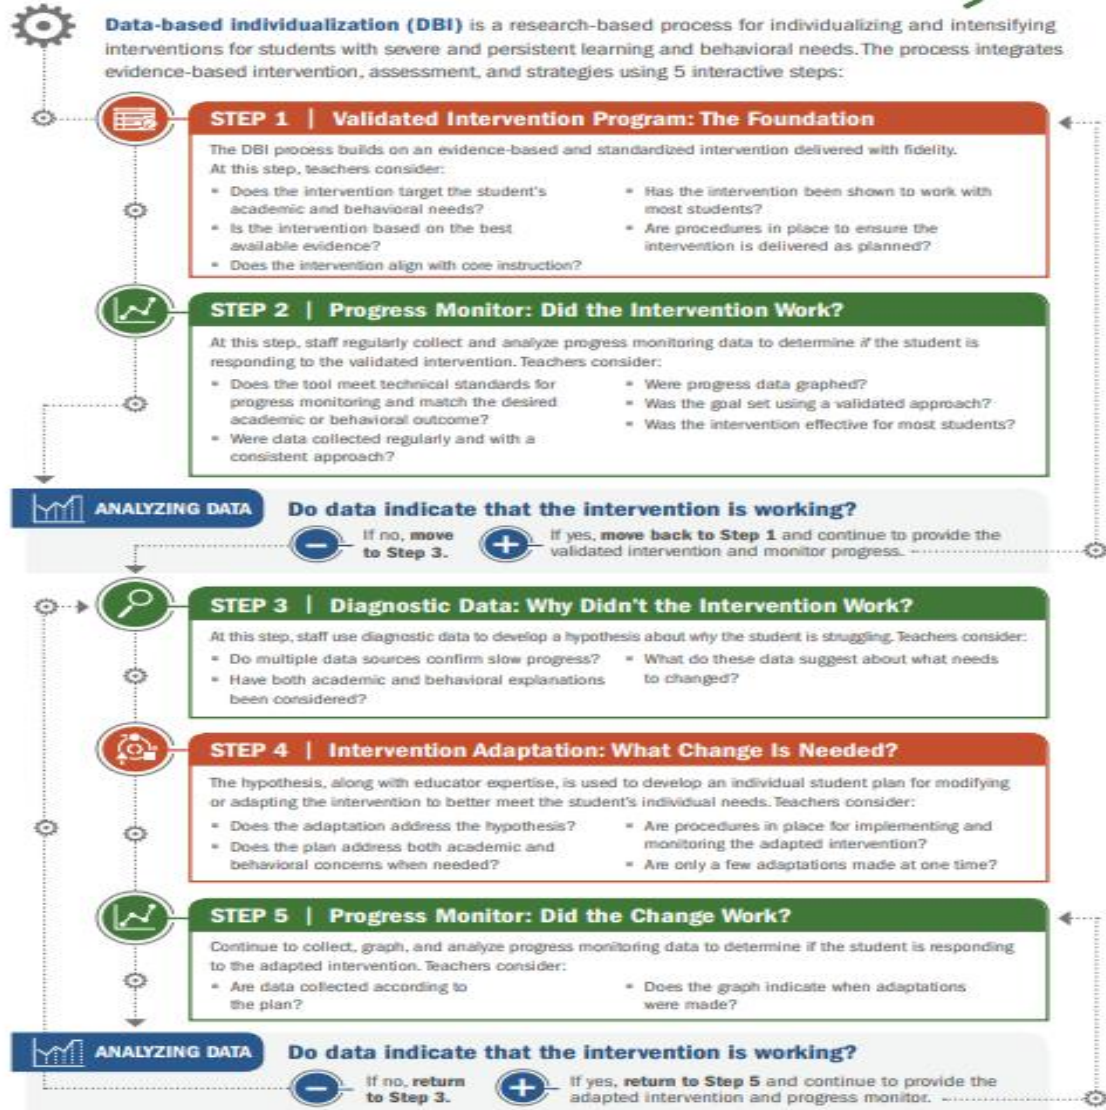 Data-based individualization (DBI) is a research-based process for individualizing and intensifying
interventions for students with severe and persistent learning and behavioral needs. The process integrates
evidence-based intervention, assessment, and strategies using 5 interactive steps:
STEP 1 | Validated Intervention Program: The Foundation
The DBI process builds on an evidence-based and standardized intervention delivered with fidelity.
At this step, teachers consider:
▪ Does the intervention target the student's
academic and behavioral needs?
▪ Is the intervention based on the best
available evidence?
▪ Does the intervention align with core instruction?
▪ Has the intervention been shown to work with
most students?
▪ Are procedures in place to ensure the
intervention is delivered as planned?
STEP 2 | Progress Monitor: Did the Intervention Work?
At this step, staff regularly collect and analyze progress monitoring data to determine if the student is
responding to the validated intervention. Teachers consider:
▪ Does the tool meet technical standards for
progress monitoring and match the desired
academic or behavioral outcome?
▪ Were data collected regularly and with a
consistent approach?
▪ Were progress data graphed?
▪ Was the goal set using a validated approach?
▪ Was the intervention effective for most students?
ANALYZING DATA
Do data indicate that the intervention is working?
If no, move
to Step 3.
If yes, move back to Step 1 and continue to provide the
validated intervention and monitor progress.
STEP 3 | Diagnostic Data: Why Didn't the Intervention Work?
At this step, staff use diagnostic data to develop a hypothesis about why the student is struggling. Teachers consider:
▪ Do multiple data sources confirm slow progress?
▪ Have both academic and behavioral explanations
been considered?
▪ What do these data suggest about what needs
to changed?
STEP 4 | Intervention Adaptation: What Change Is Needed?
The hypothesis, along with educator expertise, is used to develop an individual student plan for modifying
or adapting the intervention to better meet the student's individual needs. Teachers consider:
▪ Does the adaptation address the hypothesis?
▪ Does the plan address both academic and
behavioral concerns when needed?
▪ Are procedures in place for implementing and
monitoring the adapted intervention?
▪ Are only a few adaptations made at one time?
STEP 5 | Progress Monitor: Did the Change Work?
Continue to collect, graph, and analyze progress monitoring data to determine if the student is responding
to the adapted intervention. Teachers consider:
▪ Are data collected according to
the plan?
▪ Does the graph indicate when adaptations
were made?
ANALYZING DATA
Do data indicate that the intervention is working?
If no, return
to Step 3.
If yes, return to Step 5 and continue to provide the
adapted intervention and progress monitor.